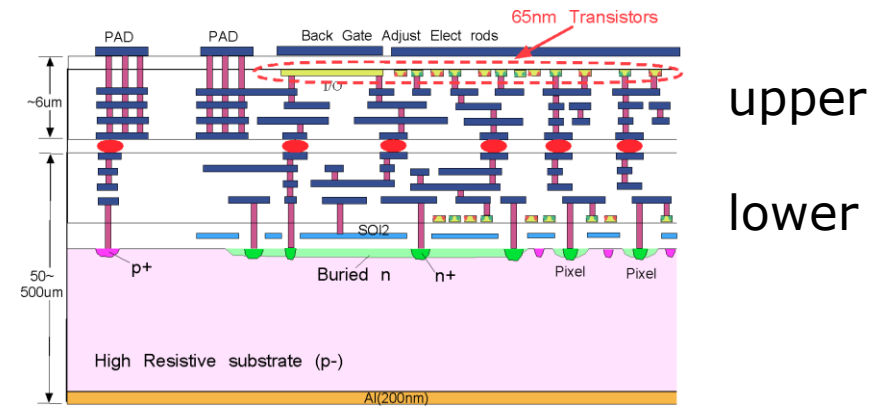 65nm Transistors
PAD
PAD
Back Gate Adjust Elect rods
I/O
~6um
upper
lower
SOI2
p+
Buried n
n+
Pixel
Pixel
50~
500um
High Resistive substrate (p-)
Al(200nm)